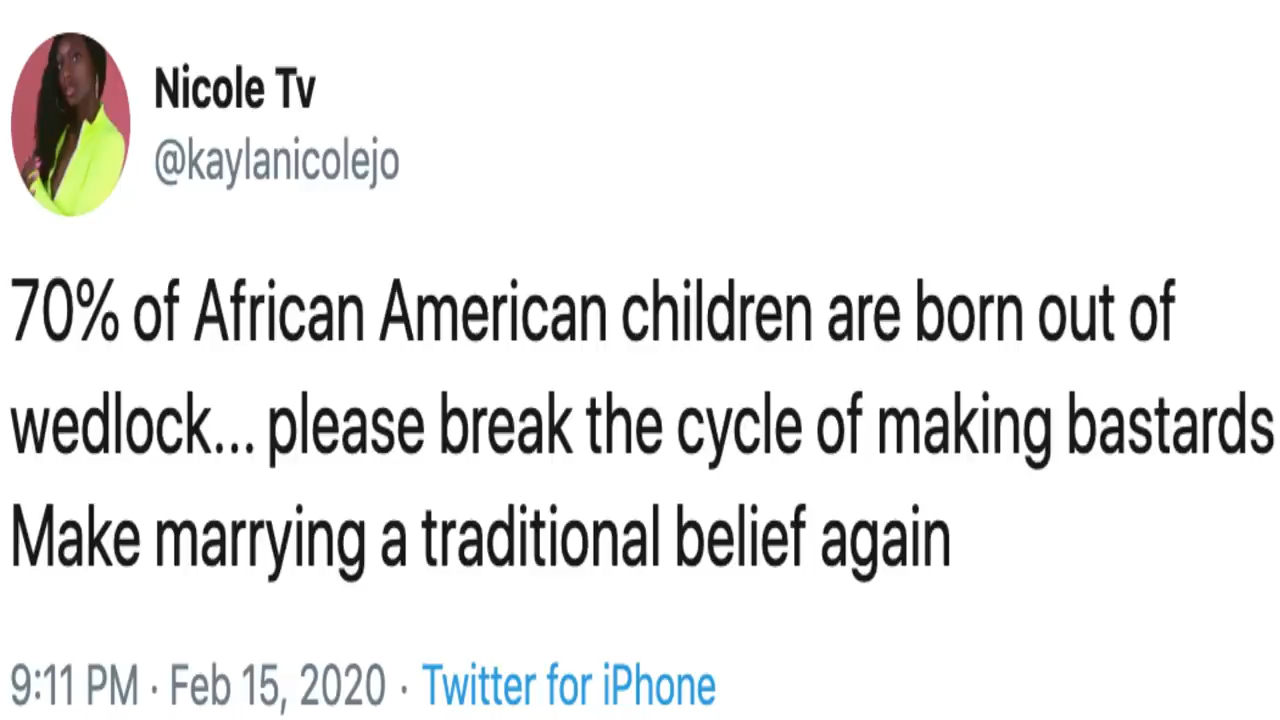 Nicole Tv
@kaylanicolejo
70% of African American children are born out of
wedlock... please break the cycle of making bastards
Make marrying a traditional belief again
9:11 PM · Feb 15, 2020 · Twitter for iPhone